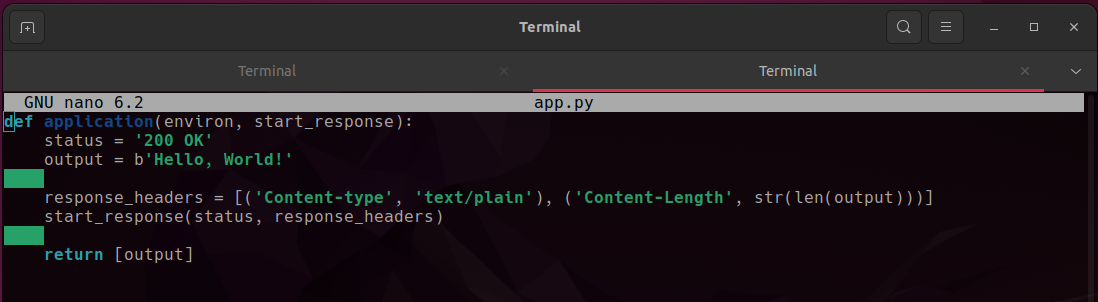 Terminal
Terminal
Terminal
GNU nano 6.2 app.py
def application(environ, start_response):
    status = '200 OK'
    output = b'Hello, World!'
    response_headers = [('Content-type', 'text/plain'), ('Content-Length', str(len(output)))]
    start_response(status, response_headers)
    return [output]